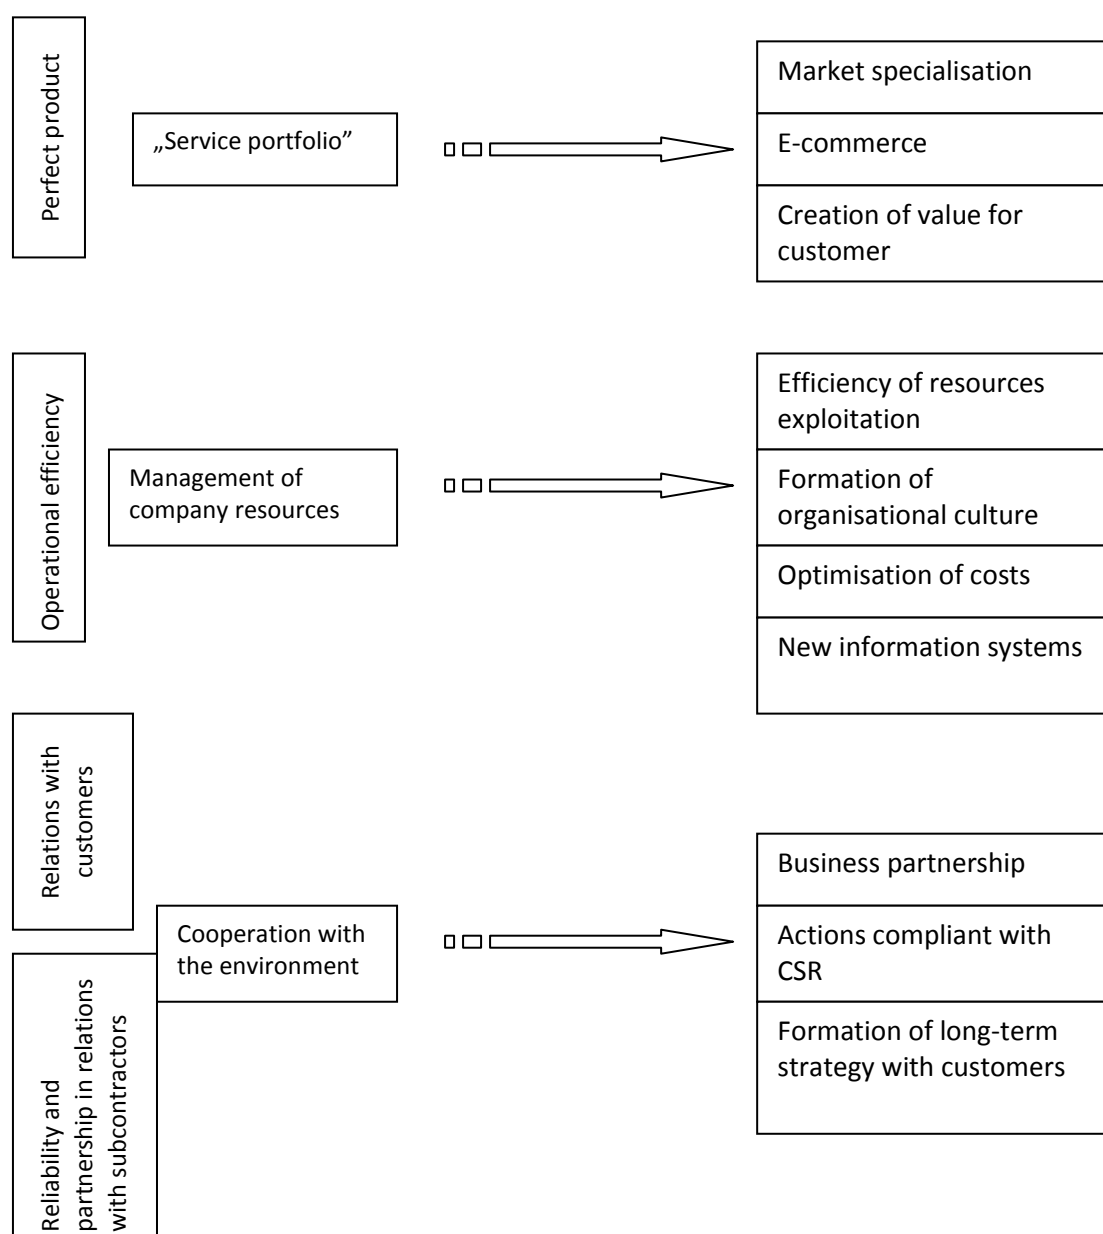 Perfect product
„Service portfolio”
Market specialisation
E-commerce
Creation of value for
customer
Operational efficiency
Management of
company resources
Efficiency of resources
exploitation
Formation of
organisational culture
Optimisation of costs
New information systems
Relations with
customers
Reliability and
partnership in relations
with subcontractors
Cooperation with
the environment
Business partnership
Actions compliant with
CSR
Formation of long-term
strategy with customers